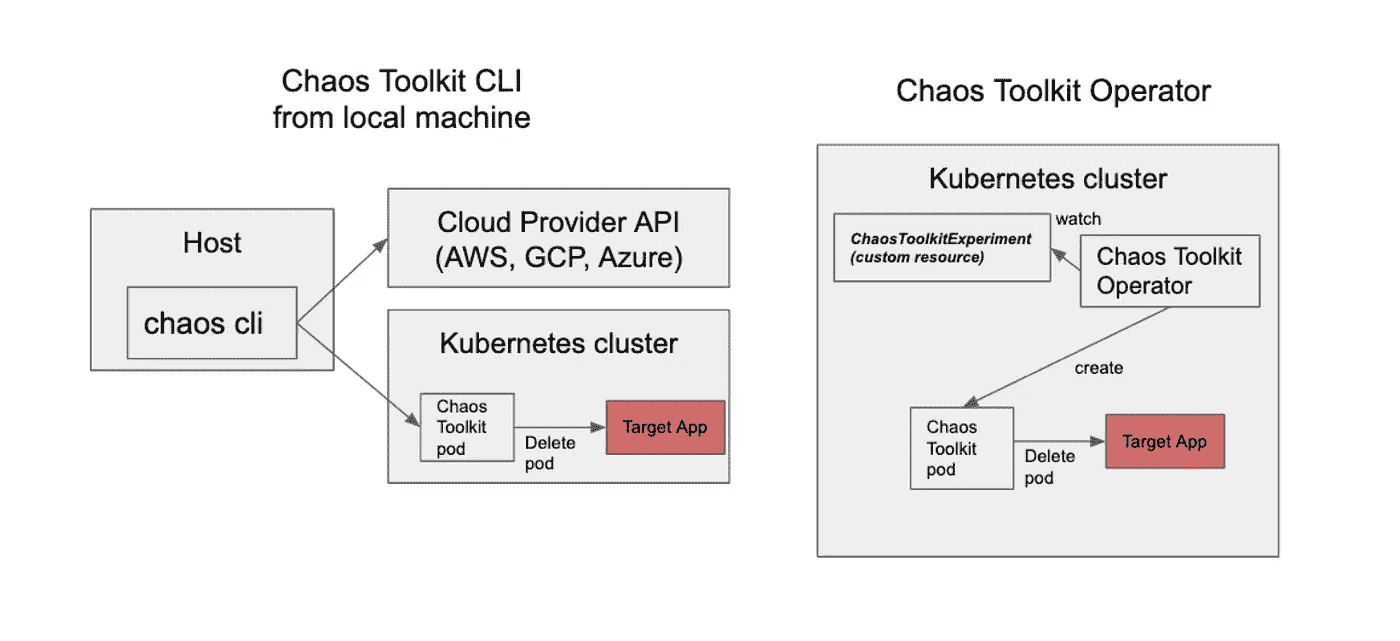 Chaos Toolkit CLI
from local machine
Host
chaos cli
Cloud Provider API
(AWS, GCP, Azure)
Kubernetes cluster
Chaos
Toolkit
pod
Delete
pod
Target App
Chaos Toolkit Operator
Kubernetes cluster
ChaosToolkitExperiment
(custom resource)
watch
Chaos Toolkit
Operator
create
Chaos
Toolkit
pod
Delete
pod
Target App